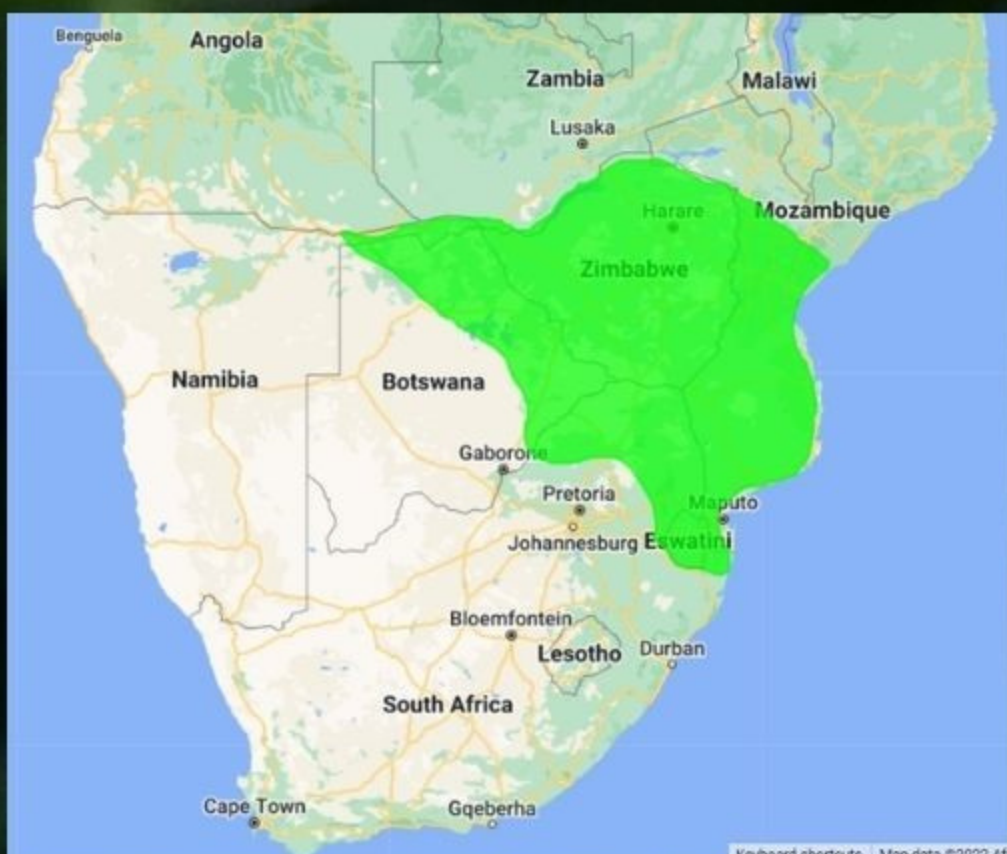 Benguela
Angola
Zambia
Malawi
Lusaka
Harare
Mozambique
Zimbabwe
Namibia
Botswana
Gaborone
Pretoria
Maputo
Johannesburg
Eswatini
Bloemfontein
Lesotho
Durban
South Africa
Cape Town
Gqeberha